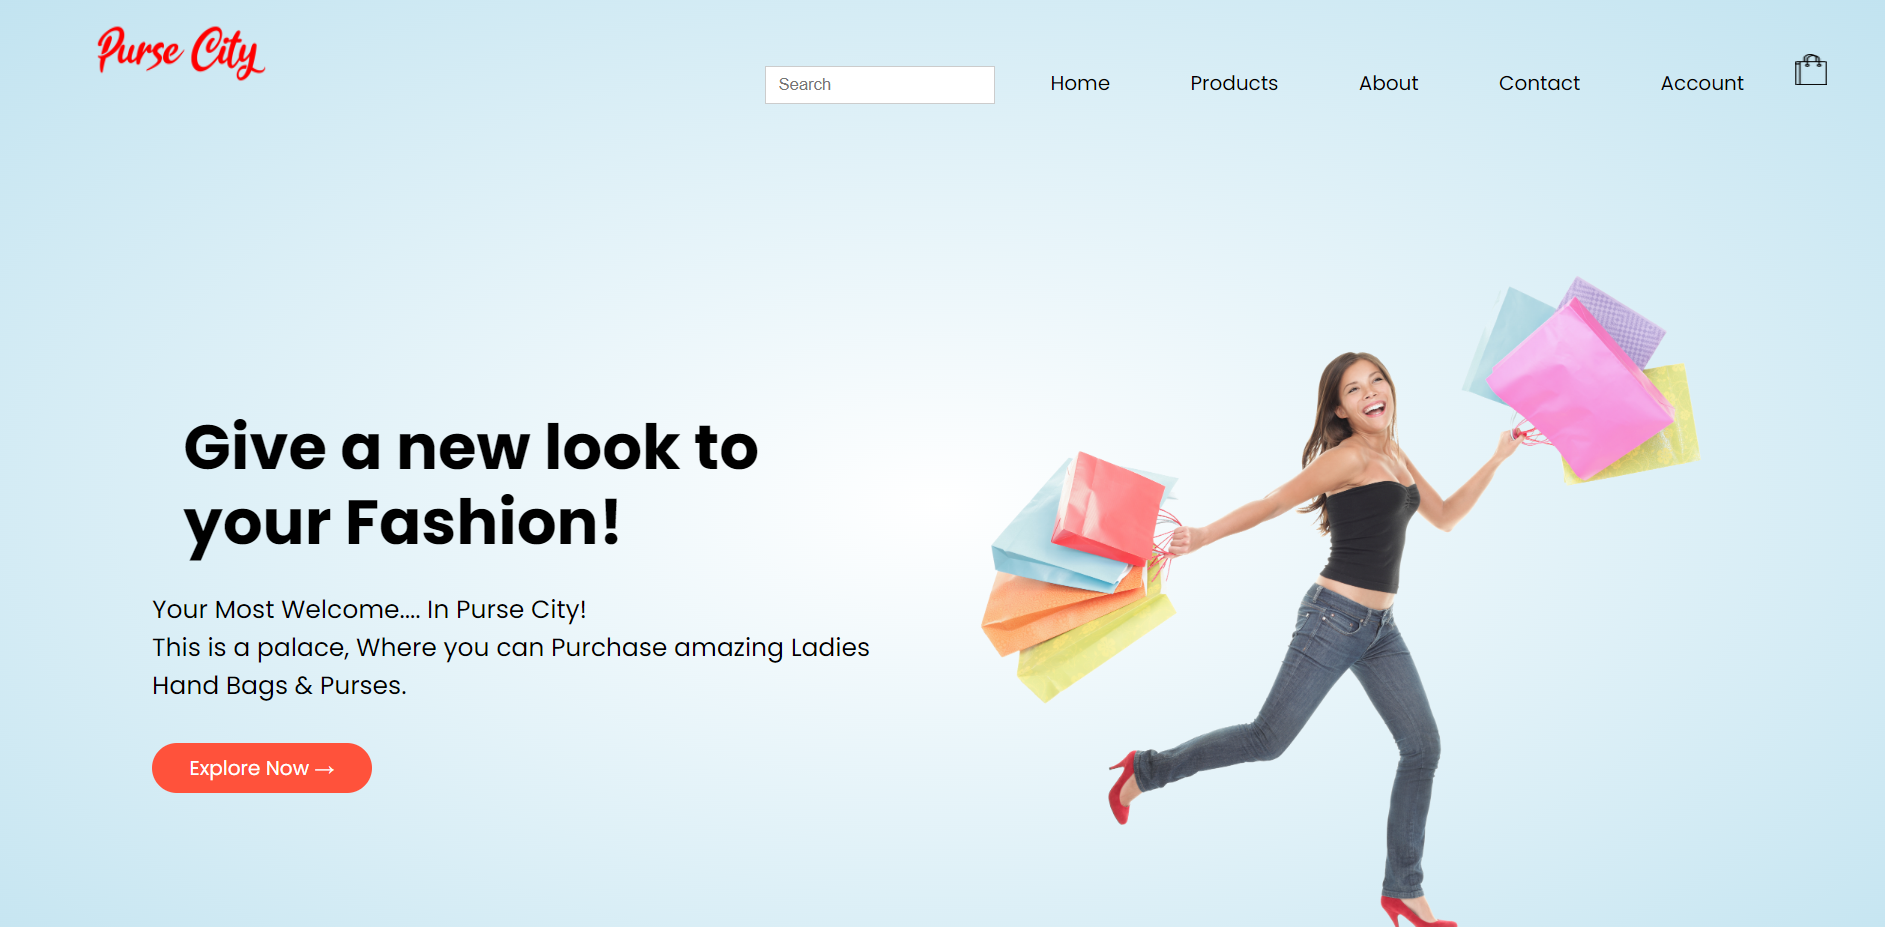 Purse City
Search
Home
Products
About
Contact
Account
Give a new look to
your Fashion!
Your Most Welcome.... In Purse City!
This is a palace, Where you can Purchase amazing Ladies
Hand Bags & Purses.
Explore Now →